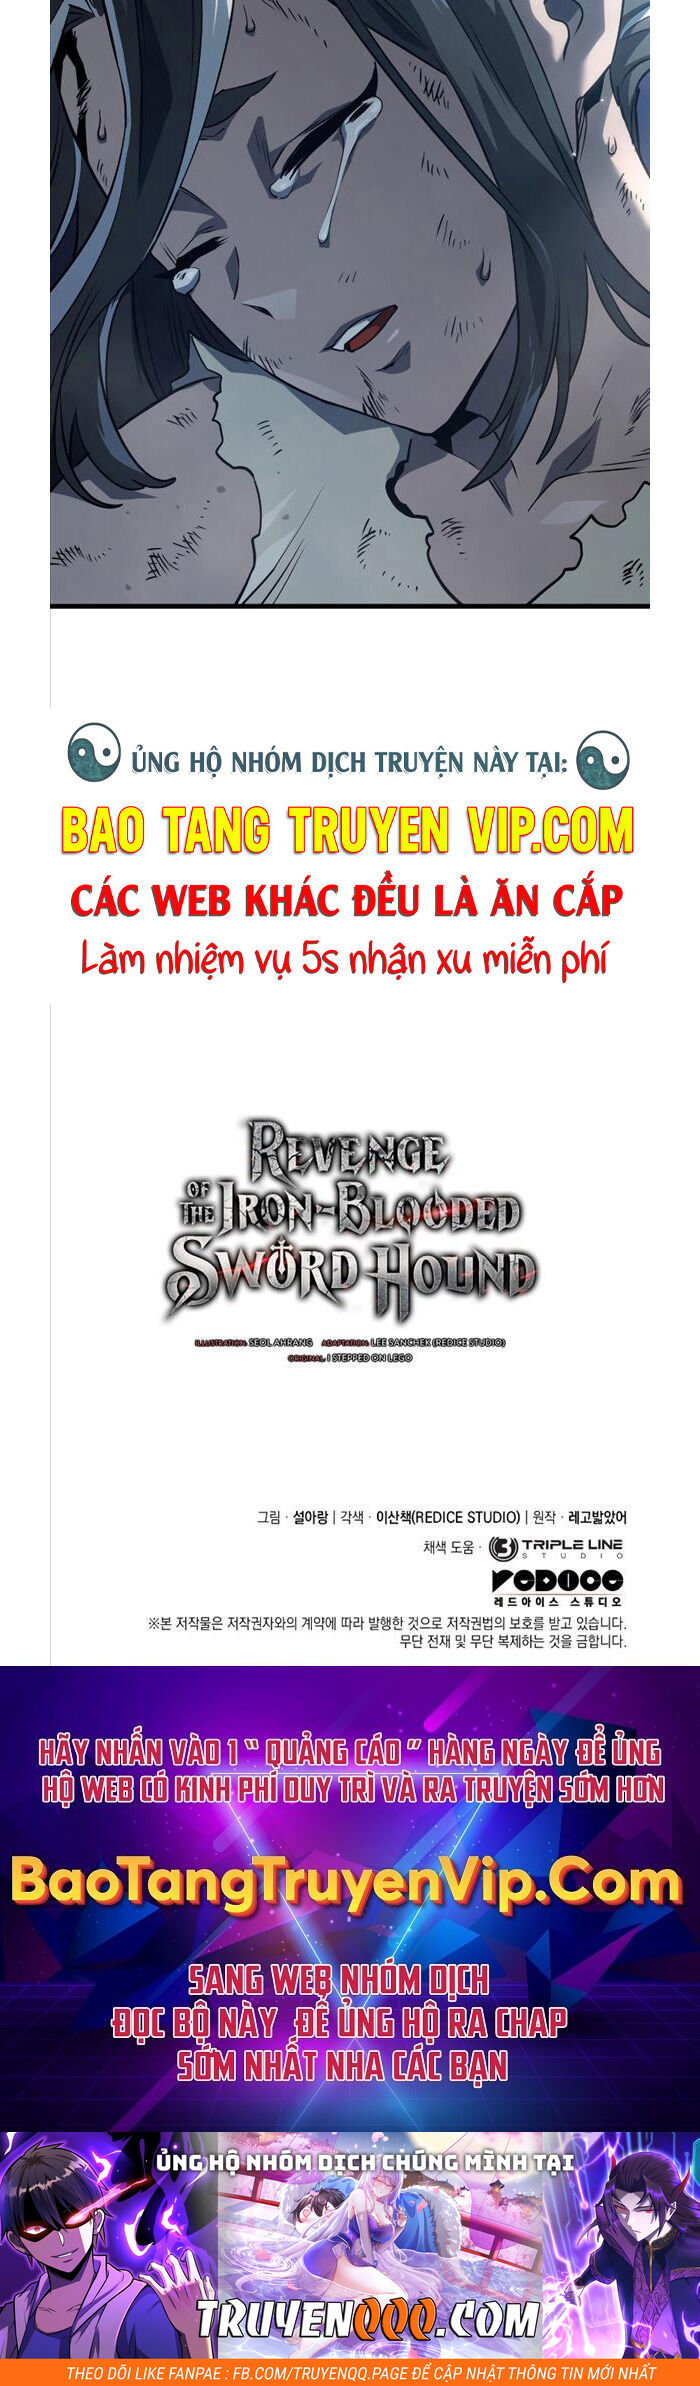 ỦNG HỘ NHÓM DỊCH TRUYỆN NÀY TẠI:
BAO TANG TRUYEN VIP.COM
CÁC WEB KHÁC ĐỀU LÀ ĂN CẮP
Làm nhiệm vụ 5s nhận xu miễn phí
REVENGE
OF THE IRON-BLOODED
SWORD HOUND
ILLUSTRATION: SEOL AHRANG ADAPTATION: LEE SANCHEK (REDICE STUDIO)
ORIGINAL: I STEPPED ON LEGO
그림 · 설아랑 | 각색 · 이산책(REDICE STUDIO) | 원작 · 레고밟았어
채색 도움 · 3 TRIPLE LINE
STUDIO
REDICE
레드아이스 스튜디오
※본 저작물은 저작권자와의 계약에 따라 발행한 것으로 저작권법의 보호를 받고 있습니다.
무단 전재 및 무단 복제하는 것을 금합니다.
HÃY NHẤN VÀO 1 “ QUẢNG CÁO ” HÀNG NGÀY ĐỂ ỦNG
HỘ WEB CÓ KINH PHÍ DUY TRÌ VÀ RA TRUYỆN SỚM HƠN
BaoTangTruyenVip.Com
SANG WEB NHÓM DỊCH
ĐỌC BỘ NÀY ĐỂ ỦNG HỘ RA CHAP
SỚM NHẤT NHA CÁC BẠN
ỦNG HỘ NHÓM DỊCH CHÚNG MÌNH TẠI
TRUYENQQQ.COM
THEO DÕI LIKE FANPAE : FB.COM/TRUYENQQ.PAGE ĐỂ CẬP NHẬT THÔNG TIN MỚI NHẤT